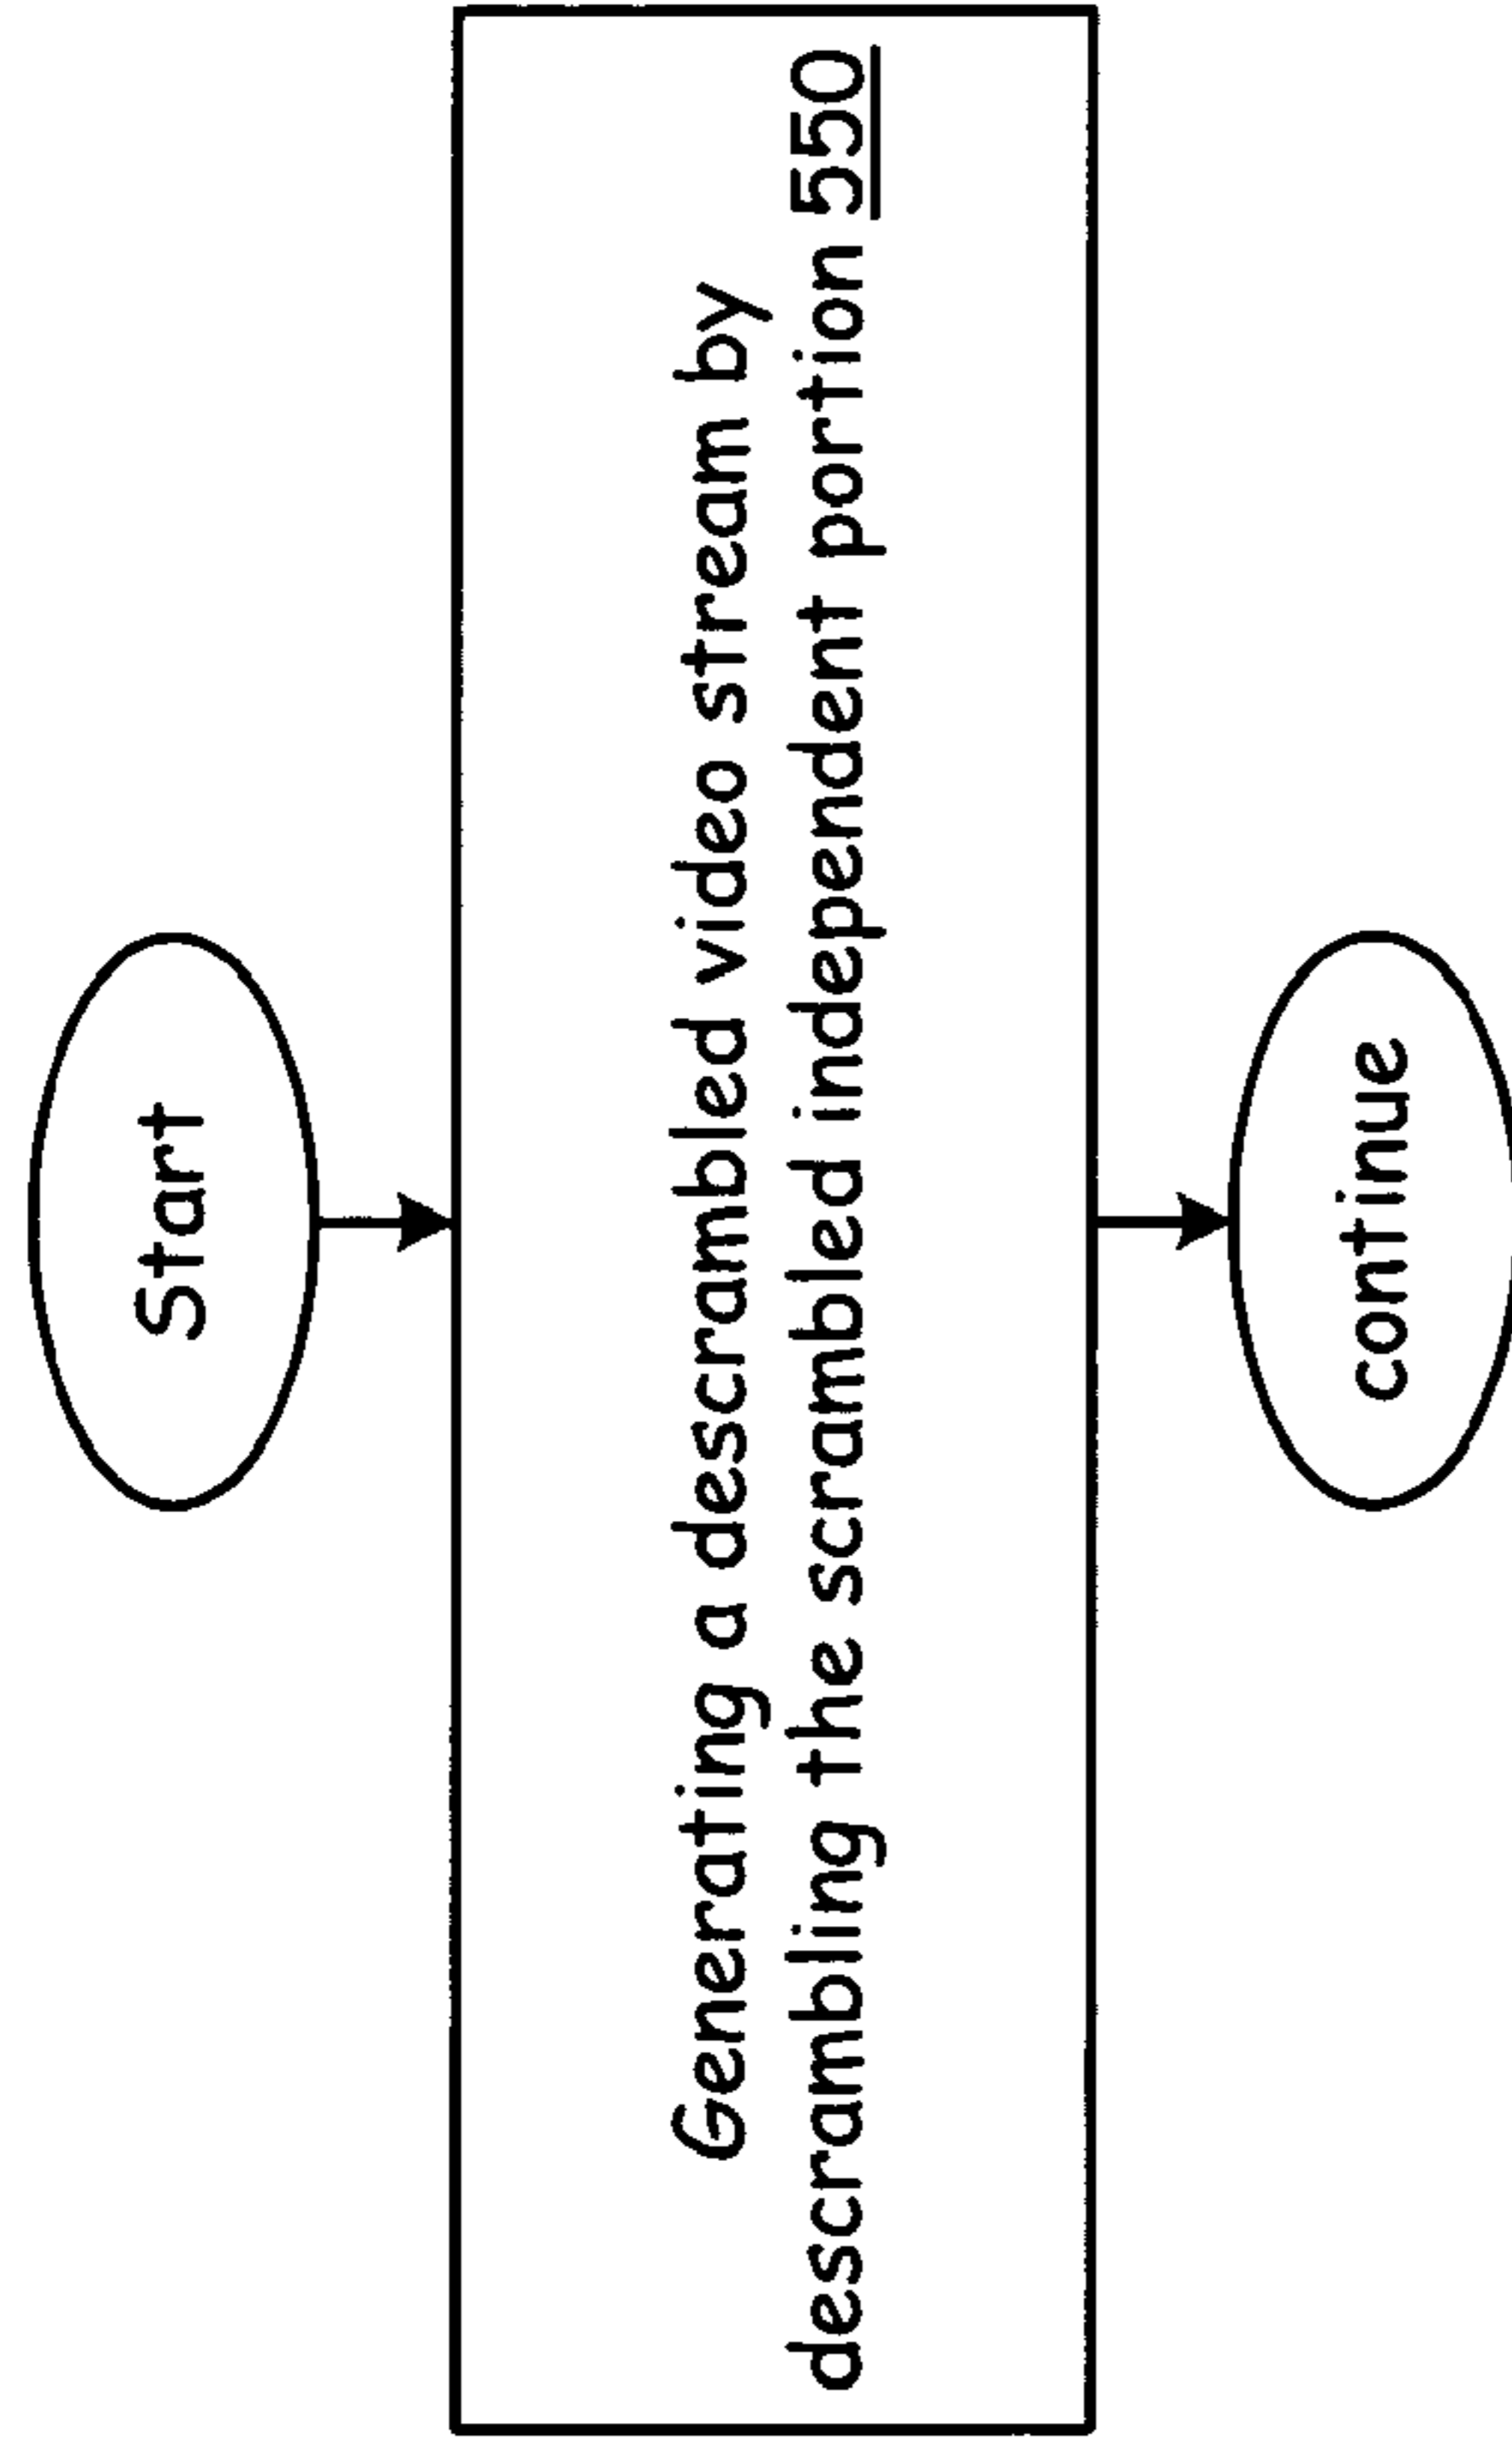 Start
Generating a descrambled video stream by
descrambling the scrambled independent portion 550
continue